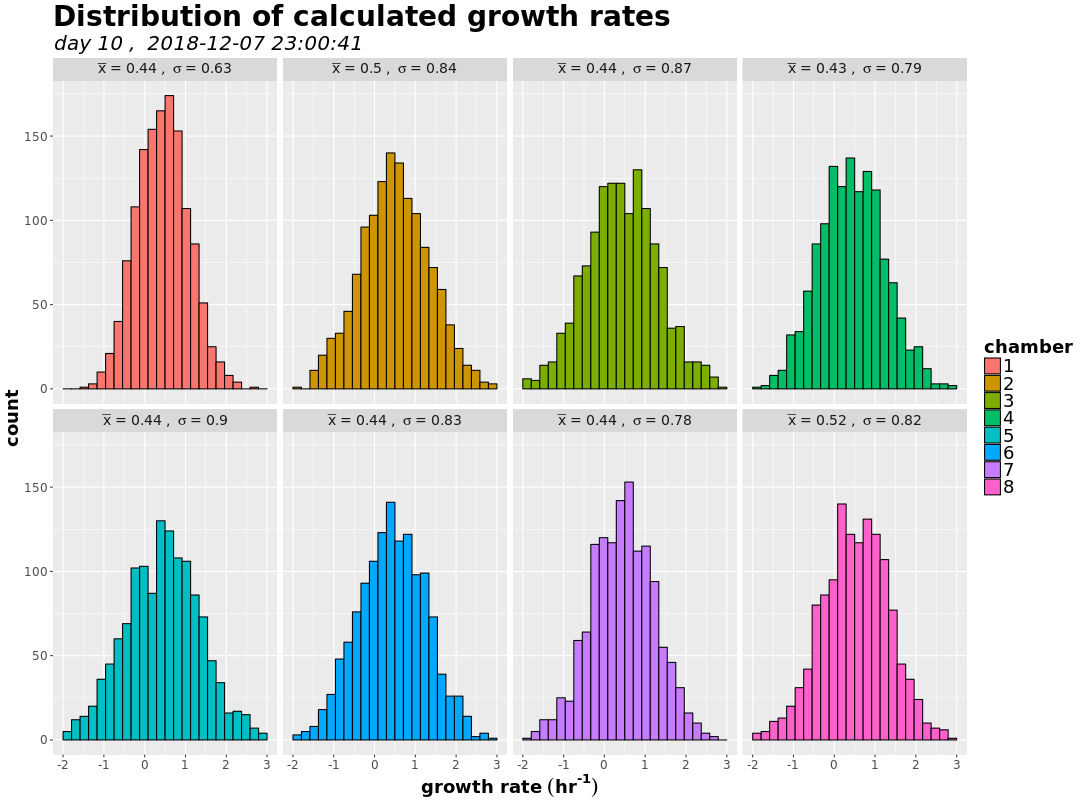 Distribution of calculated growth rates
day 10 , 2018-12-07 23:00:41
x̅ = 0.44 , σ = 0.63
x̅ = 0.5 , σ = 0.84
x̅ = 0.44 , σ = 0.87
x̅ = 0.43 , σ = 0.79
150
100
50
0
x̅ = 0.44 , σ = 0.9
x̅ = 0.44 , σ = 0.83
x̅ = 0.44 , σ = 0.78
x̅ = 0.52 , σ = 0.82
150
100
50
0
-2 -1 0 1 2 3
-2 -1 0 1 2 3
-2 -1 0 1 2 3
-2 -1 0 1 2 3
count
growth rate (hr⁻¹)
chamber
1
2
3
4
5
6
7
8